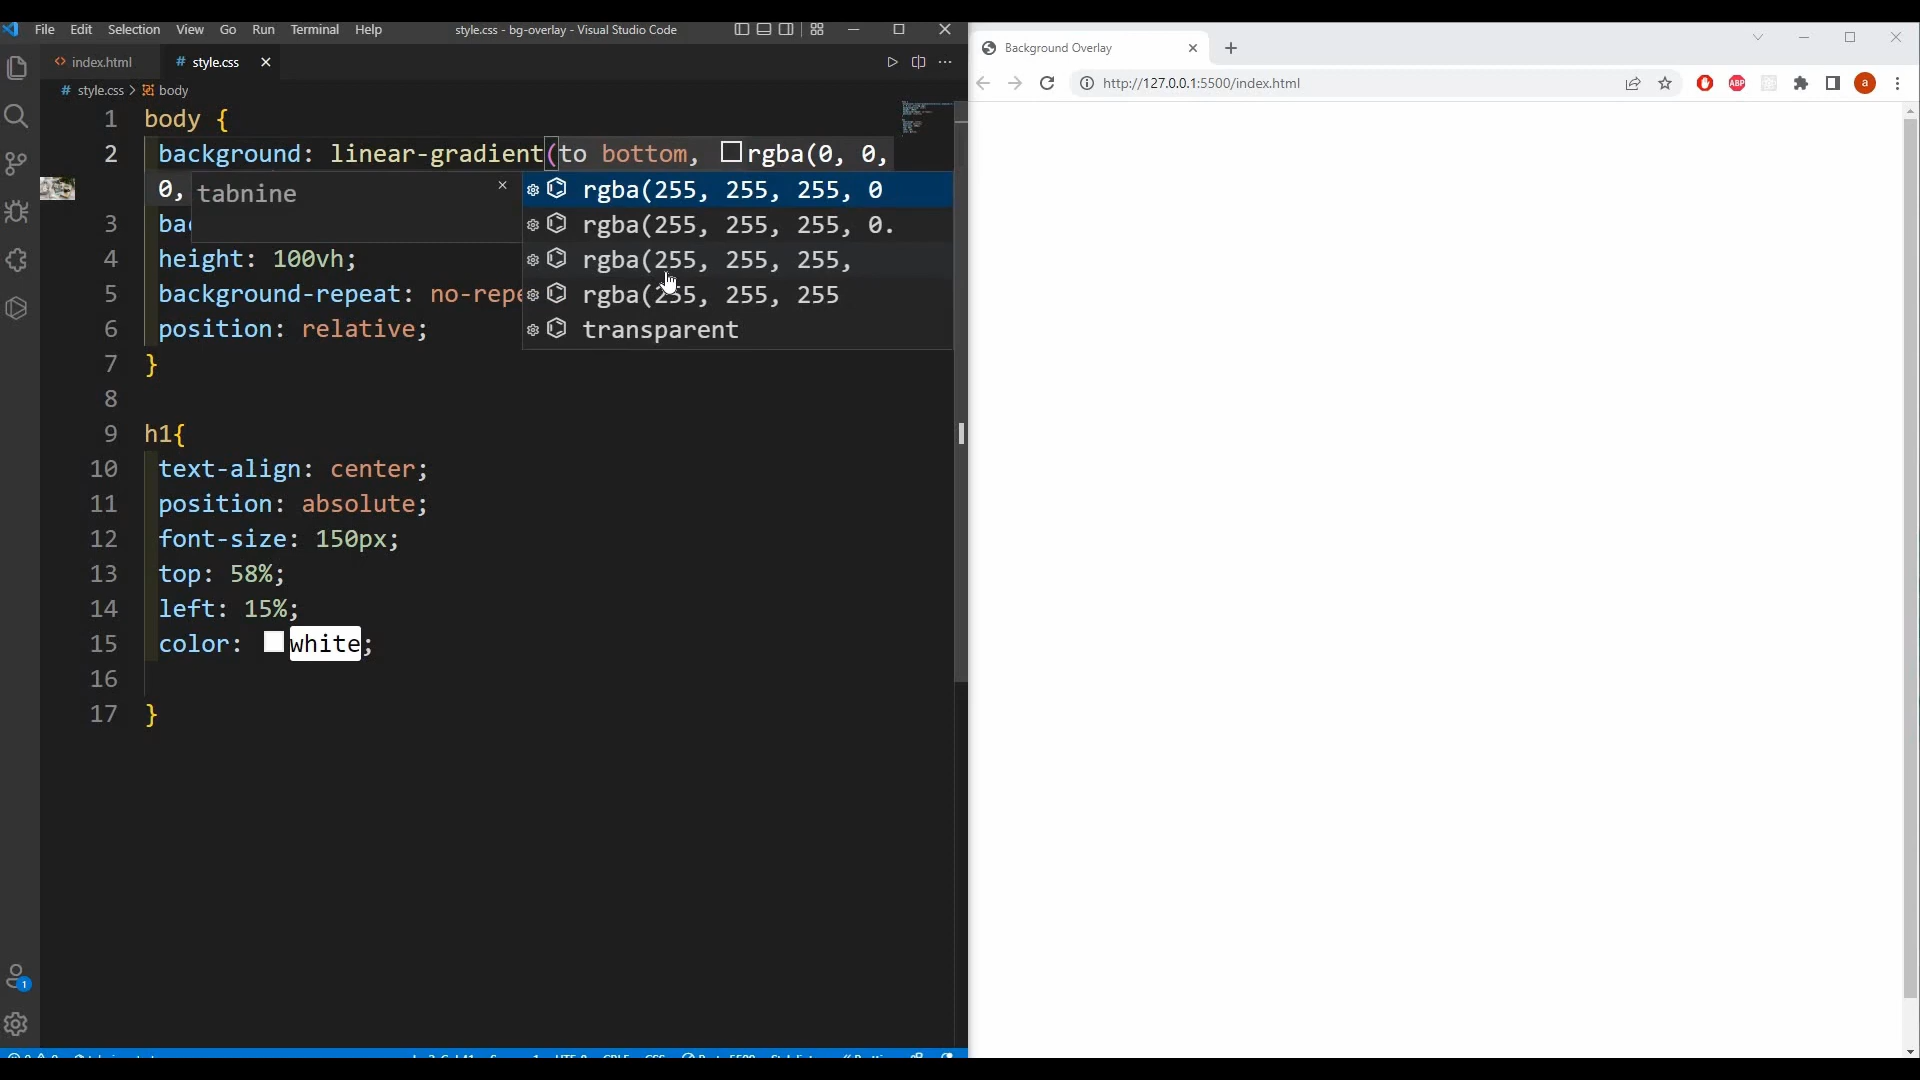 File Edit Selection View Go Run Terminal Help
style.css - bg-overlay - Visual Studio Code
index.html
# style.css
# style.css > body
1 body {
2 background: linear-gradient(to bottom, rgba(0, 0,
0,
tabnine
rgba(255, 255, 255, 0
rgba(255, 255, 255, 0.
rgba(255, 255, 255,
rgba(255, 255, 255
transparent
3
4 height: 100vh;
5 background-repeat:
6 position: relative;
7 }
8
9 h1{
10 text-align: center;
11 position: absolute;
12 font-size: 150px;
13 top: 58%;
14 left: 15%;
15 color: white;
16
17 }
1
Background Overlay
http://127.0.0.1:5500/index.html
ABP
a